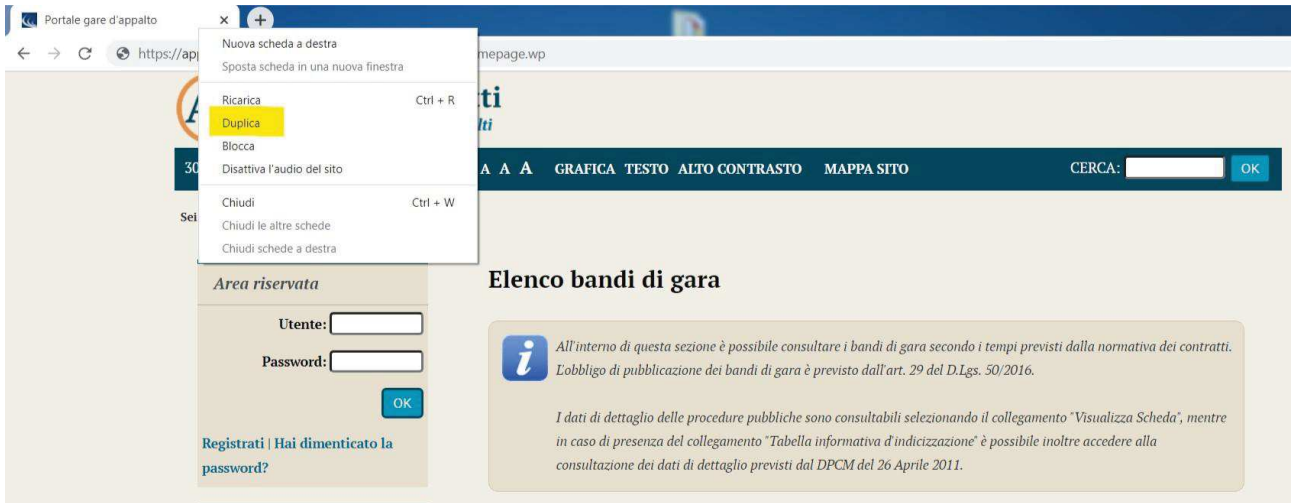 Portale gare d'appalto
https://app
mepage.wp
Nuova scheda a destra
Sposta scheda in una nuova finestra
Ricarica Ctrl + R
Duplica
Blocca
Disattiva l'audio del sito
Chiudi Ctrl + W
Chiudi le altre schede
Chiudi schede a destra
A
ti
lti
30
A A A GRAFICA TESTO ALTO CONTRASTO MAPPA SITO CERCA: OK
Sei
Area riservata
Utente:
Password:
OK
Registrati | Hai dimenticato la
password?
Elenco bandi di gara
All'interno di questa sezione è possibile consultare i bandi di gara secondo i tempi previsti dalla normativa dei contratti.
L'obbligo di pubblicazione dei bandi di gara è previsto dall'art. 29 del D.Lgs. 50/2016.
I dati di dettaglio delle procedure pubbliche sono consultabili selezionando il collegamento "Visualizza Scheda", mentre
in caso di presenza del collegamento "Tabella informativa d'indicizzazione" è possibile inoltre accedere alla
consultazione dei dati di dettaglio previsti dal DPCM del 26 Aprile 2011.